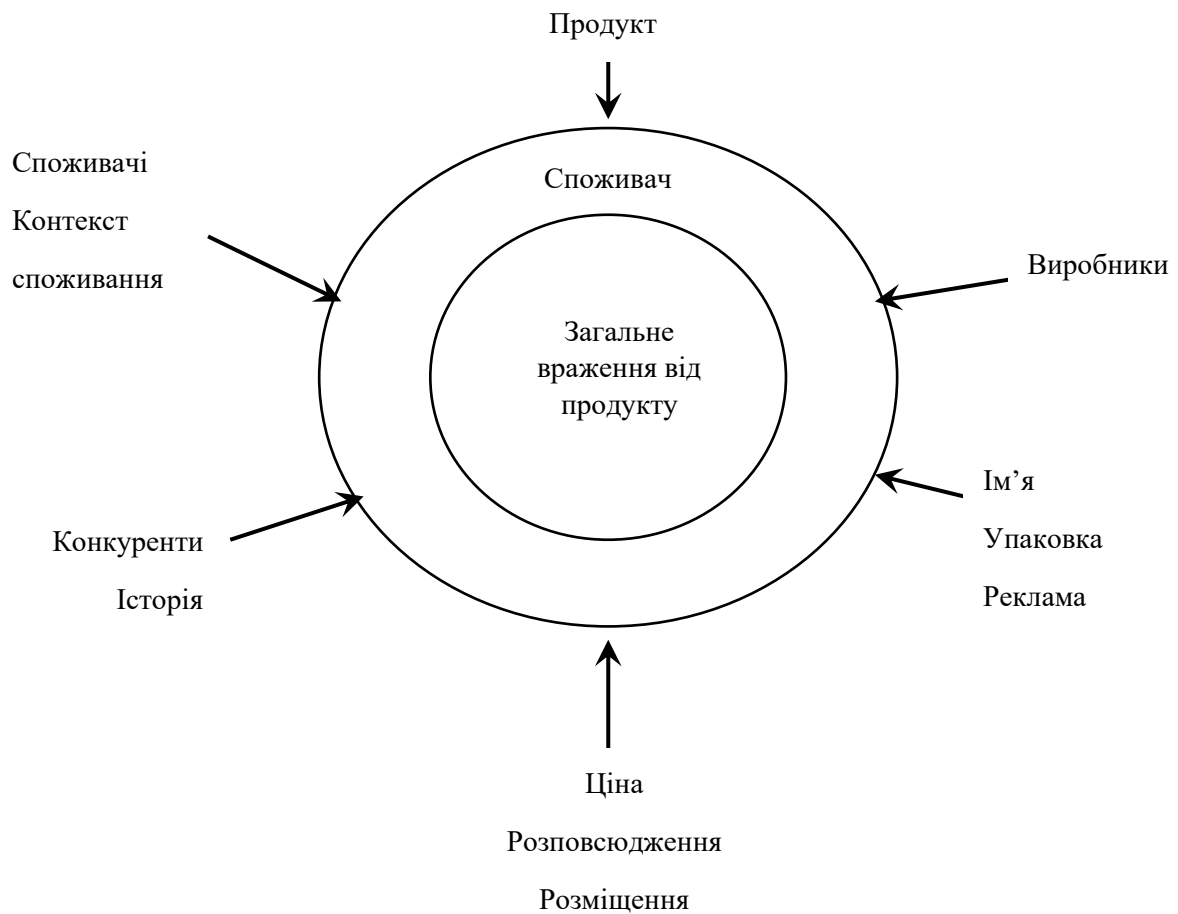 Продукт
Споживачі
Контекст
споживання
Споживач
Виробники
Загальне
враження від
продукту
Конкуренти
Історія
Ім’я
Упаковка
Реклама
Ціна
Розповсюдження
Розміщення